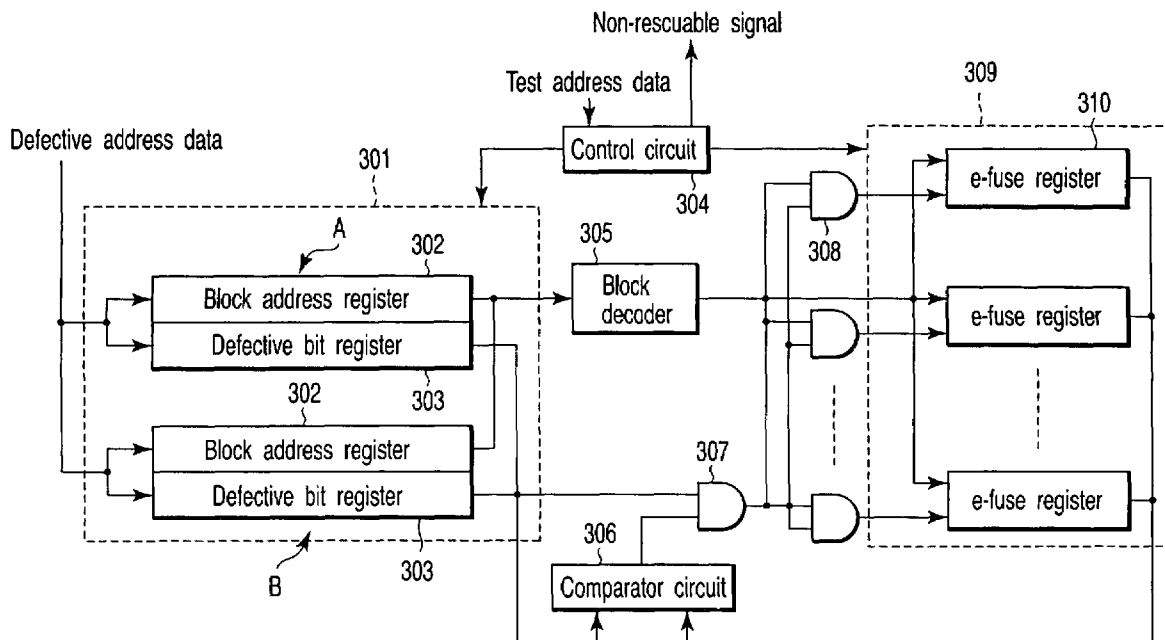 Non-rescuable signal
Test address data
309
310
Defective address data
301
Control circuit
e-fuse register
304
A
302
305
308
Block address register
Block
decoder
e-fuse register
Defective bit register
302
303
Block address register
307
Defective bit register
e-fuse register
306
303
B
Comparator circuit